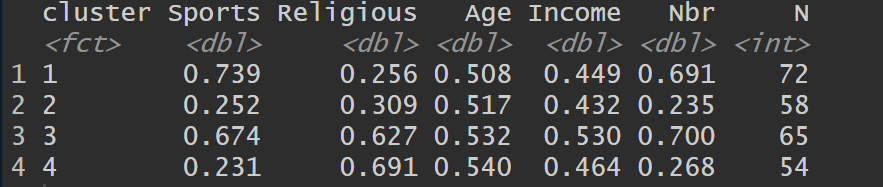 cluster Sports Religious Age Income Nbr N
<fct> <dbl> <dbl> <dbl> <dbl> <dbl> <int>
1 1 0.739 0.256 0.508 0.449 0.691 72
2 2 0.252 0.309 0.517 0.432 0.235 58
3 3 0.674 0.627 0.532 0.530 0.700 65
4 4 0.231 0.691 0.540 0.464 0.268 54